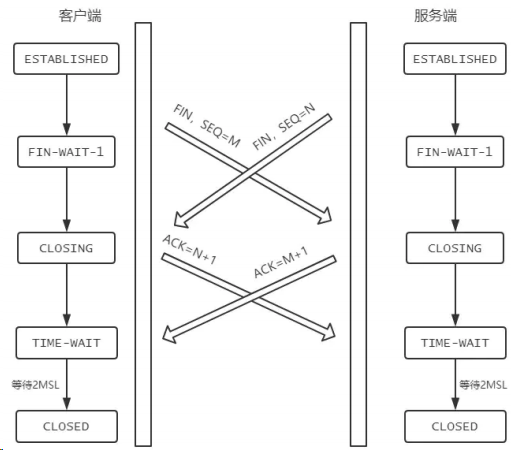 客户端
服务端
ESTABLISHED
ESTABLISHED
FIN, SEQ=M
FIN, SEQ=N
FIN-WAIT-1
FIN-WAIT-1
CLOSING
ACK=N+1
ACK=M+1
CLOSING
TIME-WAIT
TIME-WAIT
等待2MSL
等待2MSL
CLOSED
CLOSED